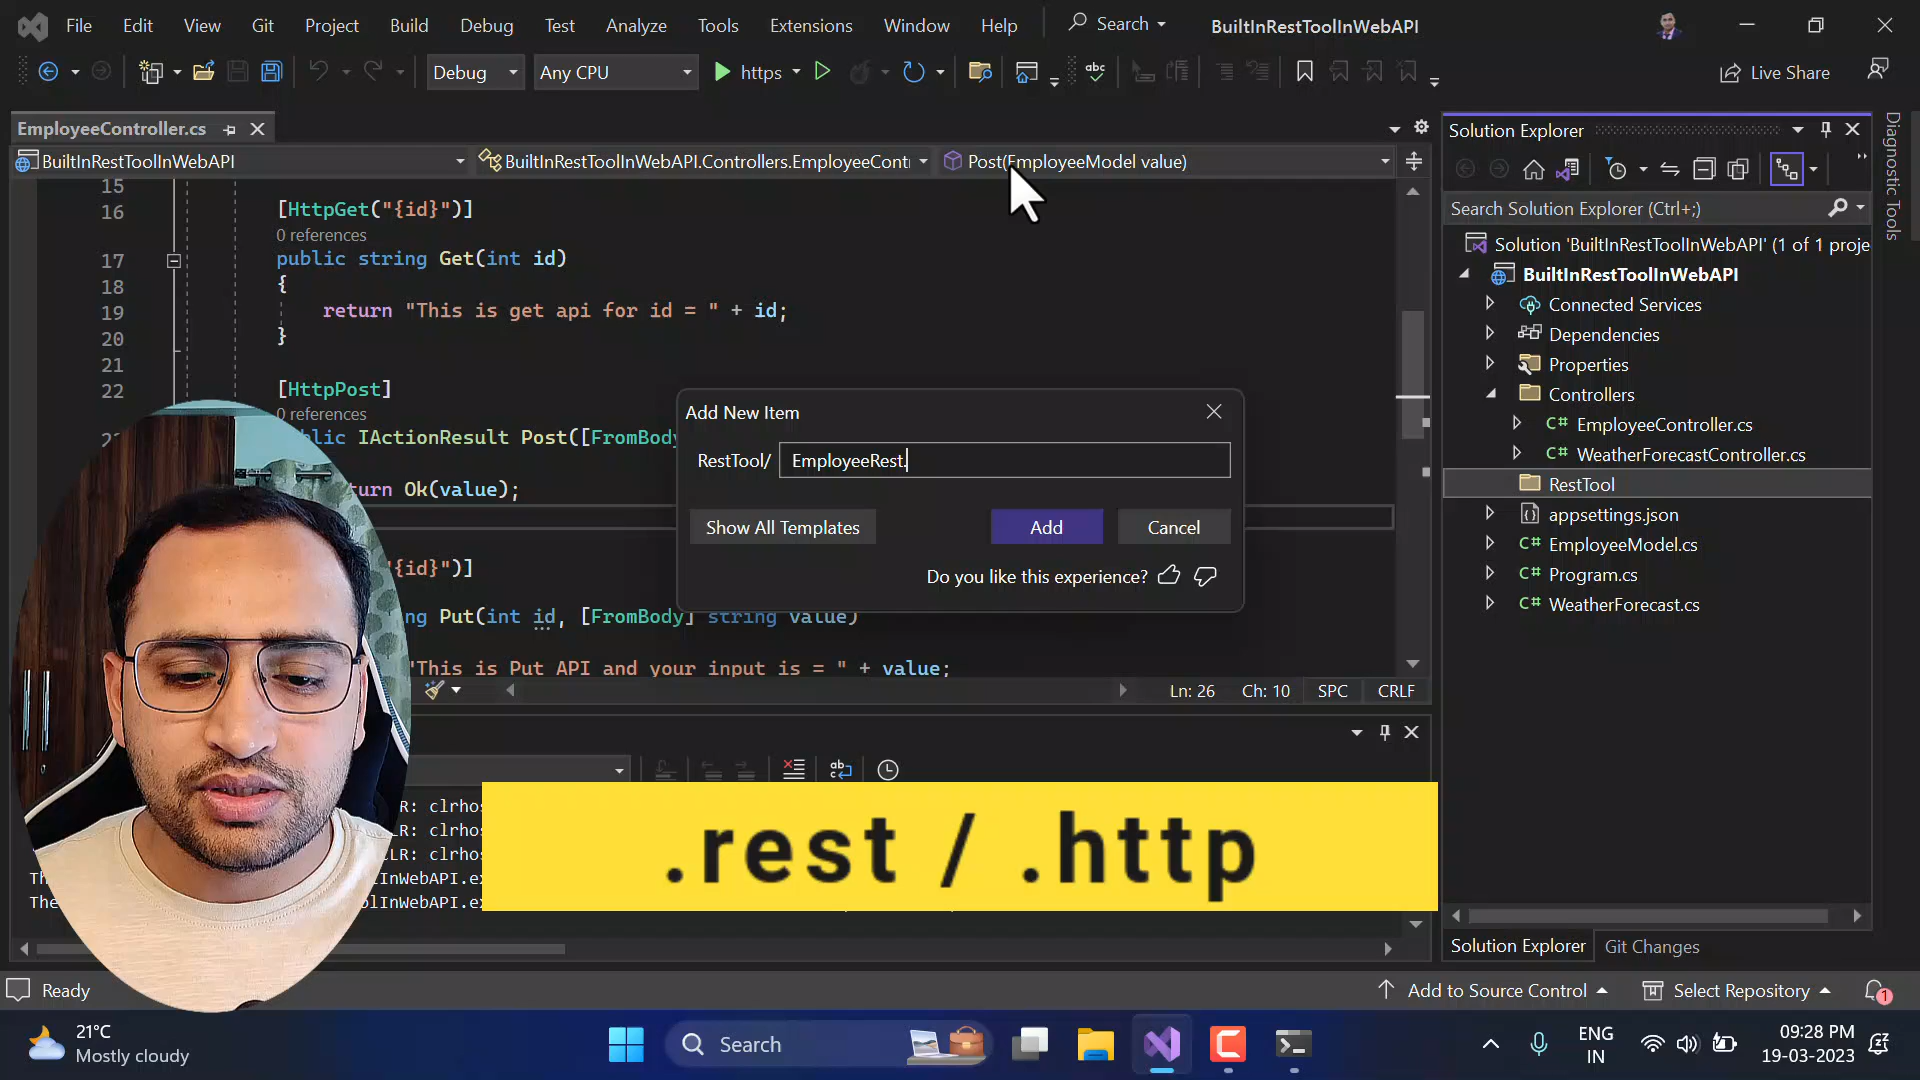 File Edit View Git Project Build Debug Test Analyze Tools Extensions Window Help Search BuiltInRestToolInWebAPI
Debug Any CPU https abc Live Share
EmployeeController.cs
BuiltInRestToolInWebAPI BuiltInRestToolInWebAPI.Controllers.EmployeeContr Post(EmployeeModel value)
15
16 [HttpGet("{id}")]
0 references
17 public string Get(int id)
18 {
19 return "This is get api for id = " + id;
20 }
21
22 [HttpPost]
0 references
IActionResult Post([FromBody
Ok(value);
{id}")]
Put(int id, [FromBody] string value)
"This is Put API and your input is = " + value;
Ln: 26 Ch: 10 SPC CRLF
Add New Item
RestTool/ EmployeeRest.
Show All Templates Add Cancel
Do you like this experience?
Solution Explorer
Search Solution Explorer (Ctrl+;)
Solution 'BuiltInRestToolInWebAPI' (1 of 1 proje
BuiltInRestToolInWebAPI
Connected Services
Dependencies
Properties
Controllers
C# EmployeeController.cs
C# WeatherForecastController.cs
RestTool
appsettings.json
C# EmployeeModel.cs
C# Program.cs
C# WeatherForecast.cs
Diagnostic Tools
Solution Explorer Git Changes
.rest / .http
Ready Add to Source Control Select Repository 1
21°C
Mostly cloudy
Search
ENG
IN
09:28 PM
19-03-2023